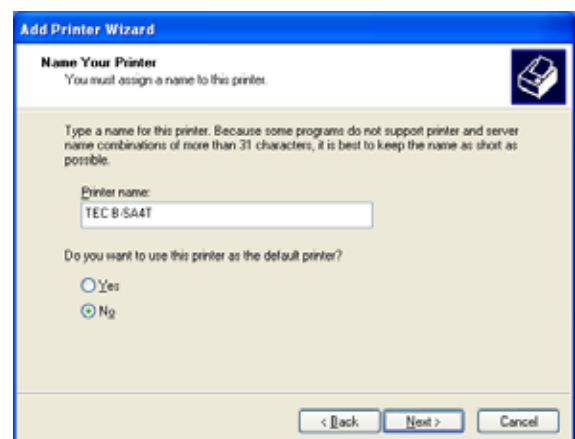 Add Printer Wizard
Name Your Printer
You must assign a name to this printer.
Type a name for this printer. Because some programs do not support printer and server
name combinations of more than 31 characters, it is best to keep the name as short as
possible.
Printer name:
TEC B-SA4T
Do you want to use this printer as the default printer?
Yes
No
< Back
Next >
Cancel